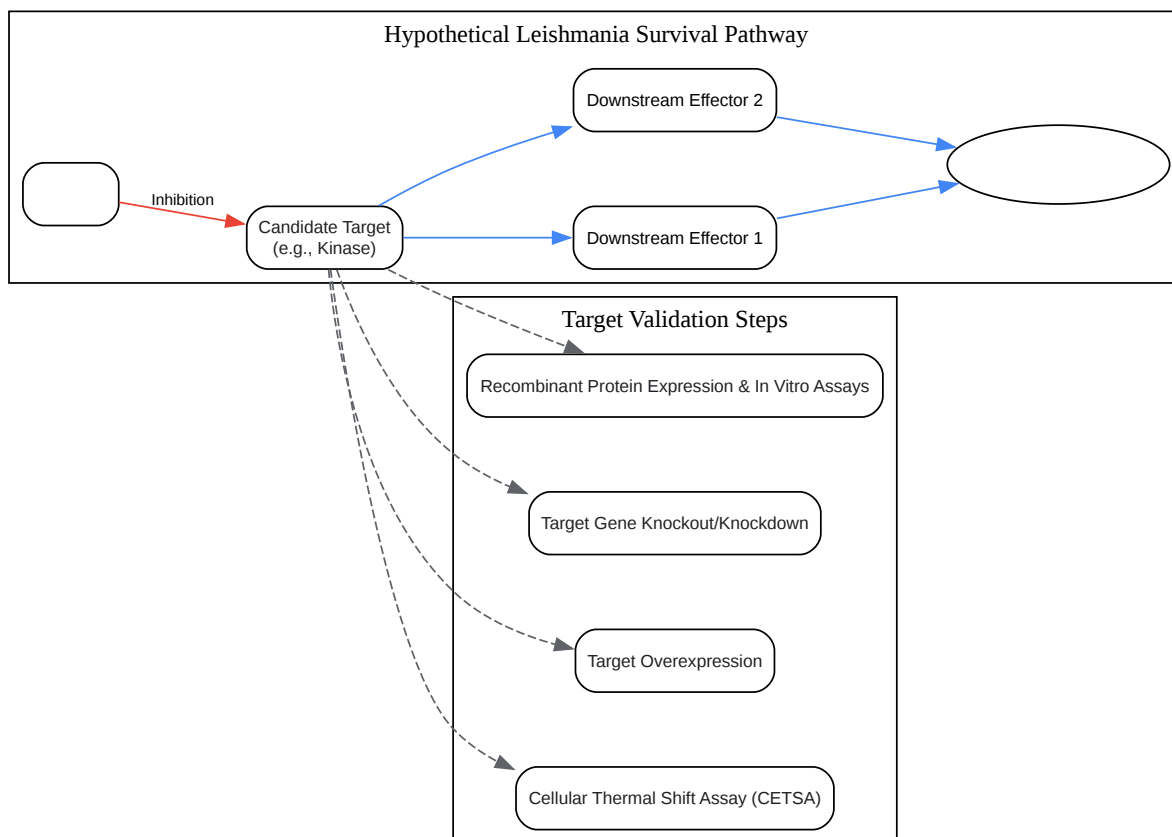 Hypothetical Leishmania Survival Pathway
Downstream Effector 2
Inhibition
Candidate Target
(e.g., Kinase)
Downstream Effector 1
Target Validation Steps
Recombinant Protein Expression & In Vitro Assays
Target Gene Knockout/Knockdown
Target Overexpression
Cellular Thermal Shift Assay (CETSA)